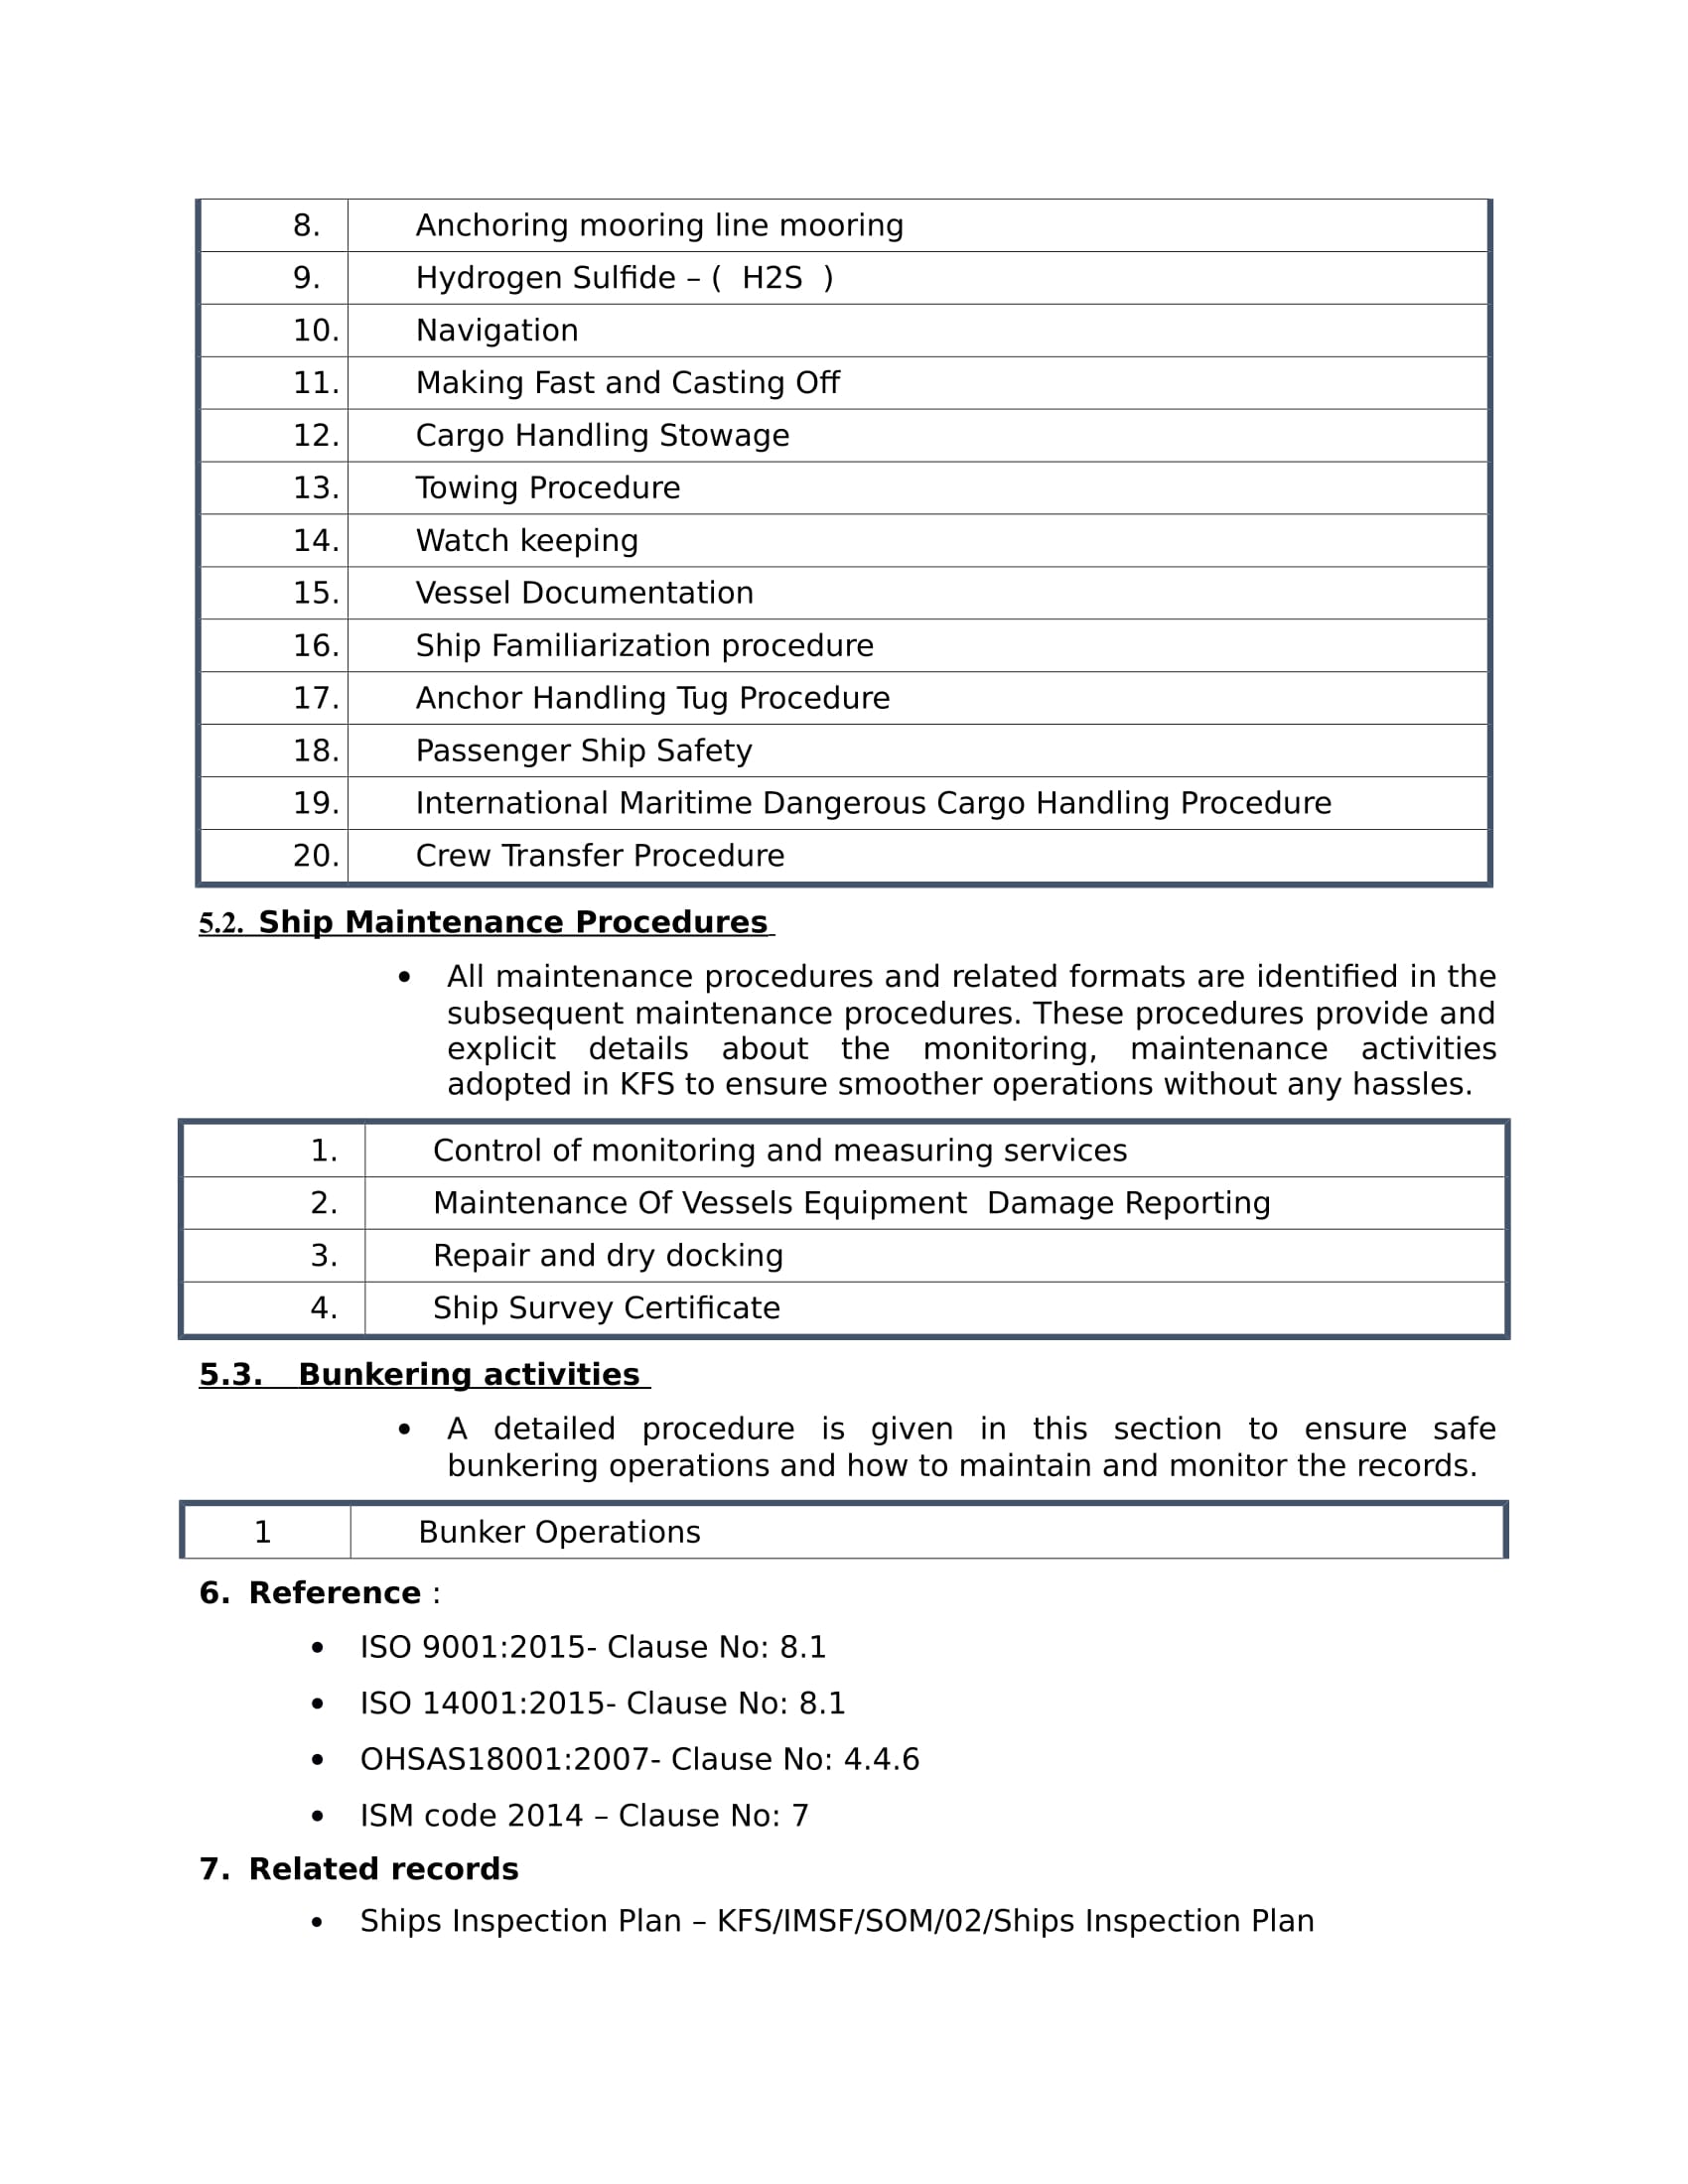 8. Anchoring mooring line mooring
9. Hydrogen Sulfide – (  H2S  )
10. Navigation
11. Making Fast and Casting Off
12. Cargo Handling Stowage
13. Towing Procedure
14. Watch keeping
15. Vessel Documentation
16. Ship Familiarization procedure
17. Anchor Handling Tug Procedure
18. Passenger Ship Safety
19. International Maritime Dangerous Cargo Handling Procedure
20. Crew Transfer Procedure
5.2. Ship Maintenance Procedures
• All maintenance procedures and related formats are identified in the
subsequent maintenance procedures. These procedures provide and
explicit details about the monitoring, maintenance activities
adopted in KFS to ensure smoother operations without any hassles.
1. Control of monitoring and measuring services
2. Maintenance Of Vessels Equipment  Damage Reporting
3. Repair and dry docking
4. Ship Survey Certificate
5.3. Bunkering activities
• A detailed procedure is given in this section to ensure safe
bunkering operations and how to maintain and monitor the records.
1 Bunker Operations
6. Reference :
• ISO 9001:2015- Clause No: 8.1
• ISO 14001:2015- Clause No: 8.1
• OHSAS18001:2007- Clause No: 4.4.6
• ISM code 2014 – Clause No: 7
7. Related records
• Ships Inspection Plan – KFS/IMSF/SOM/02/Ships Inspection Plan